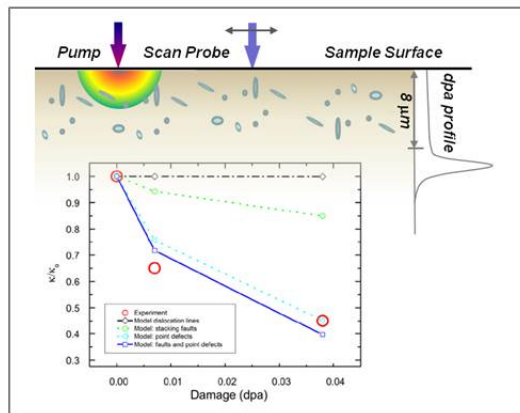 Pump Scan Probe Sample Surface
8 μm
dpa profile
1.0
0.9
0.8
0.7
0.6
0.5
0.4
0.3
κ/κ₀
Experiment
Model dislocation lines
Model: stacking faults
Model: point defects
Model: faults and point defects
0.00 0.01 0.02 0.03 0.04
Damage (dpa)